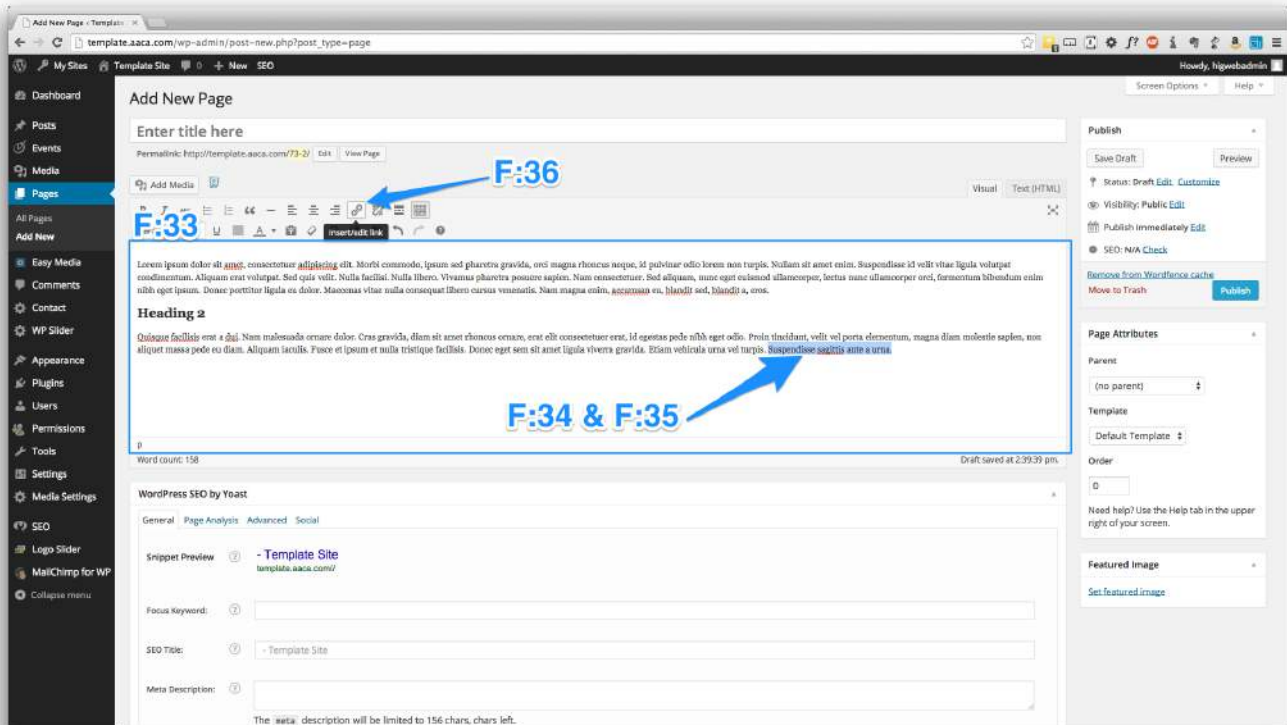 Add New Page ‹ Template
template.aaca.com/wp-admin/post-new.php?post_type=page
My Sites Template Site 0 + New SEO Howdy, higwebadmin
Screen Options Help
Dashboard
Posts
Events
Media
Pages
All Pages
Add New
Easy Media
Comments
Contact
WP Slider
Appearance
Plugins
Users
Permissions
Tools
Settings
Media Settings
SEO
Logo Slider
MailChimp for WP
Collapse menu
Add New Page
Enter title here
Permalink: http://template.aaca.com/73-2/ Edit View Page
Add Media
Visual Text (HTML)
F:36
F:33
Insert/edit link
Lorem ipsum dolor sit amet, consectetuer adipiscing elit. Morbi commodo, ipsum sed pharetra gravida, orci magna rhoncus neque, id pulvinar odio lorem non turpis. Nullam sit amet enim. Suspendisse id velit vitae ligula volutpat
condimentum. Aliquam erat volutpat. Sed quis velit. Nulla facilisi. Nulla libero. Vivamus pharetra posuere sapien. Nam consectetuer. Sed aliquam, nunc eget euismod ullamcorper, lectus nunc ullamcorper orci, fermentum bibendum enim
nibh eget ipsum. Donec porttitor ligula eu dolor. Maecenas vitae nulla consequat libero cursus venenatis. Nam magna enim, accumsan eu, blandit sed, blandit a, eros.
Heading 2
Quisque facilisis erat a dui. Nam malesuada ornare dolor. Cras gravida, diam sit amet rhoncus ornare, erat elit consectetuer erat, id egestas pede nibh eget odio. Proin tincidunt, velit vel porta elementum, magna diam molestie sapien, non
aliquet massa pede eu diam. Aliquam iaculis. Fusce et ipsum et nulla tristique facilisis. Donec eget sem sit amet ligula viverra gravida. Etiam vehicula urna vel turpis. Suspendisse sagittis ante a urna.
F:34 & F:35
p
Word count: 158 Draft saved at 2:39:39 pm.
WordPress SEO by Yoast
General Page Analysis Advanced Social
Snippet Preview - Template Site
template.aaca.com//
Focus Keyword:
SEO Title: - Template Site
Meta Description:
The meta description will be limited to 156 chars, chars left.
Publish
Save Draft Preview
Status: Draft Edit Customize
Visibility: Public Edit
Publish immediately Edit
SEO: N/A Check
Remove from Wordfence cache
Move to Trash Publish
Page Attributes
Parent
(no parent)
Template
Default Template
Order
0
Need help? Use the Help tab in the upper
right of your screen.
Featured Image
Set featured image